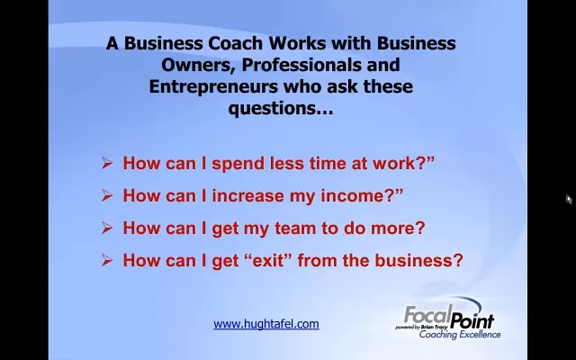 A Business Coach Works with Business
Owners, Professionals and
Entrepreneurs who ask these
questions…
How can I spend less time at work?”
How can I increase my income?”
How can I get my team to do more?
How can I get “exit” from the business?
www.hughtafel.com
FocalPoint
powered by Brian Tracy
Coaching Excellence